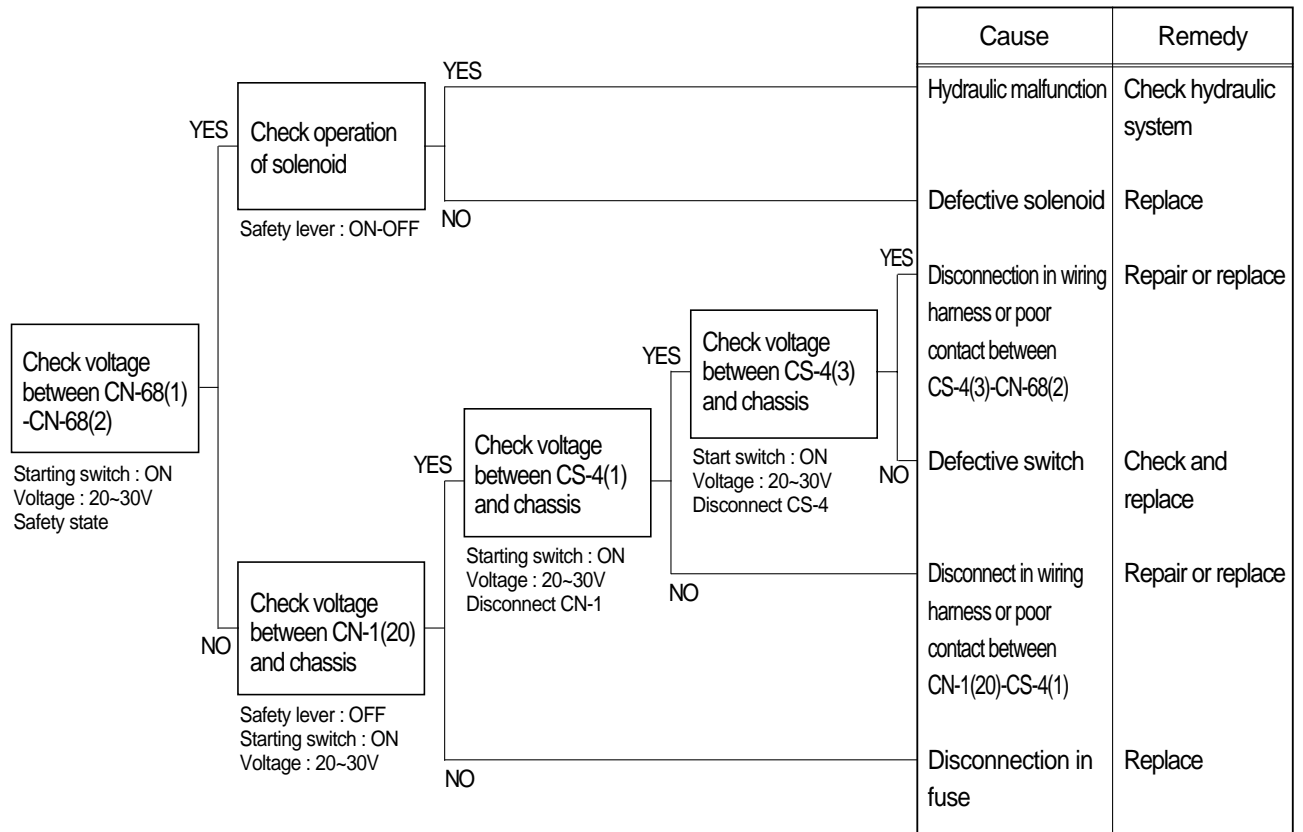 Cause
Remedy
YES
Hydraulic malfunction
Check hydraulic
system
YES
Check operation
of solenoid
Safety lever : ON-OFF
NO
Defective solenoid
Replace
YES
Disconnection in wiring
harness or poor
contact between
CS-4(3)-CN-68(2)
Repair or replace
Check voltage
between CN-68(1)
-CN-68(2)
Starting switch : ON
Voltage : 20~30V
Safety state
YES
Check voltage
between CS-4(3)
and chassis
Start switch : ON
Voltage : 20~30V
Disconnect CS-4
NO
Defective switch
Check and
replace
YES
Check voltage
between CS-4(1)
and chassis
Starting switch : ON
Voltage : 20~30V
Disconnect CN-1
NO
Disconnect in wiring
harness or poor
contact between
CN-1(20)-CS-4(1)
Repair or replace
NO
Check voltage
between CN-1(20)
and chassis
Safety lever : OFF
Starting switch : ON
Voltage : 20~30V
NO
Disconnection in
fuse
Replace